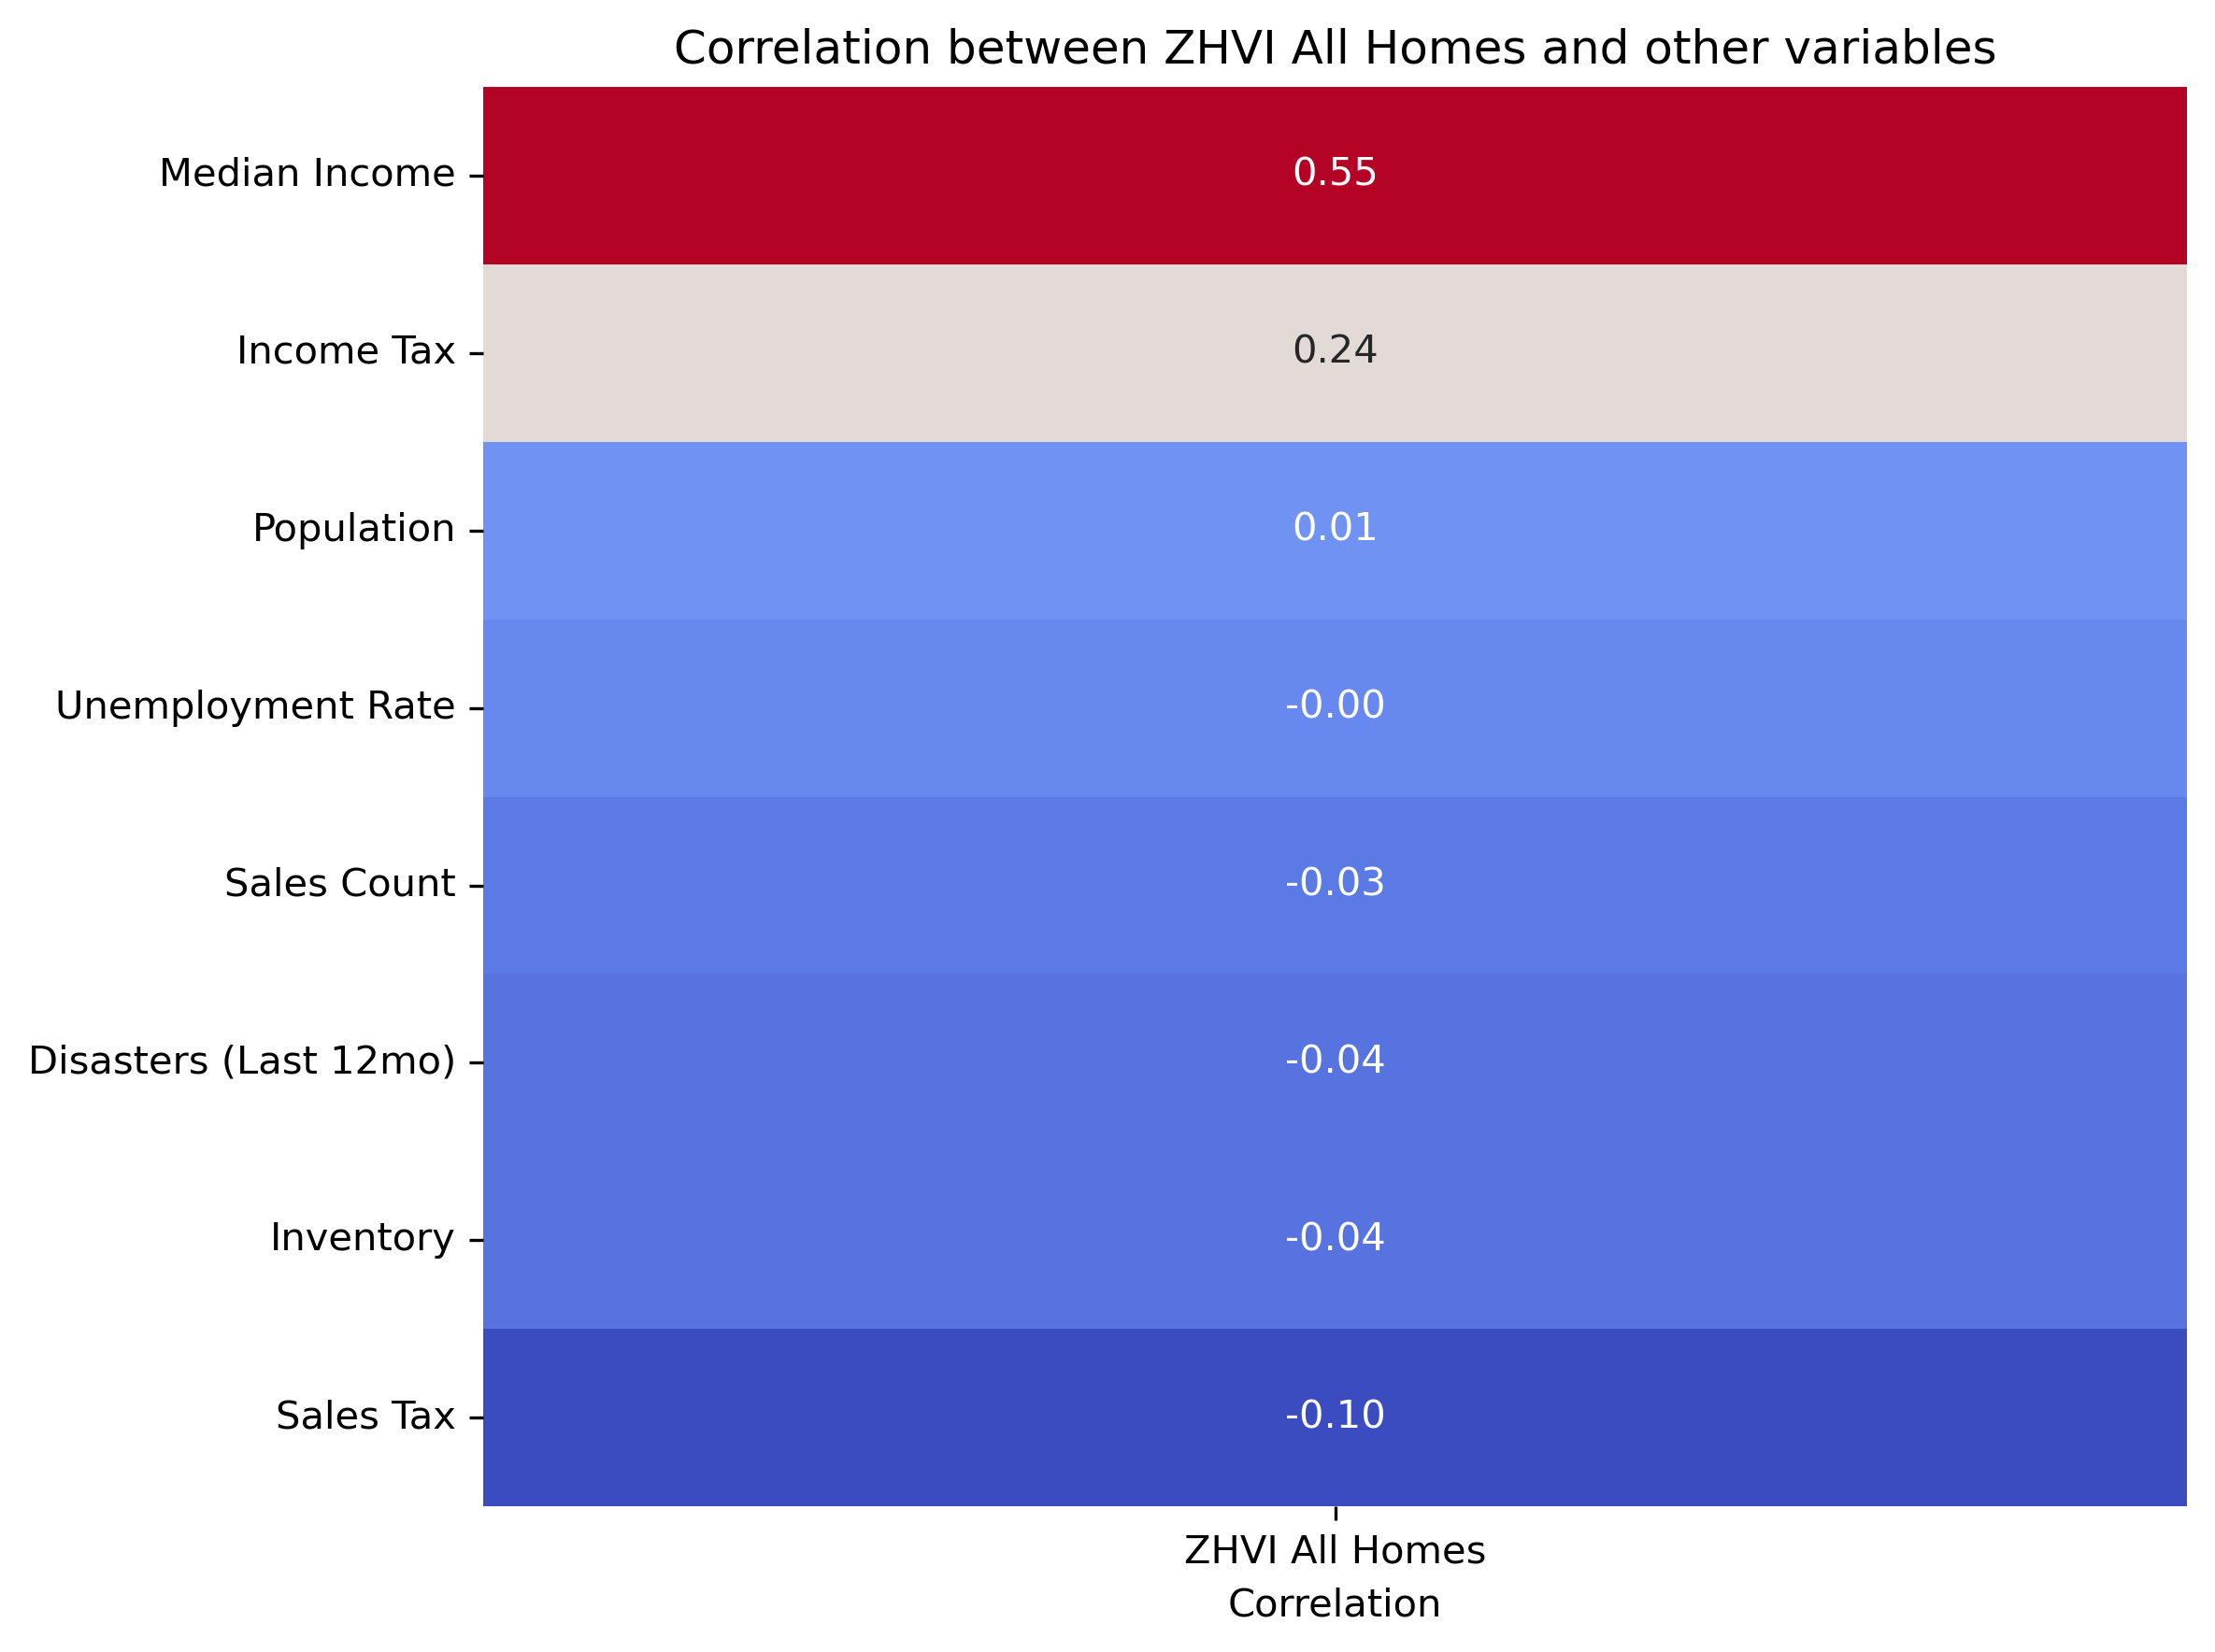 Correlation between ZHVI All Homes and other variables
Median Income 0.55
Income Tax 0.24
Population 0.01
Unemployment Rate -0.00
Sales Count -0.03
Disasters (Last 12mo) -0.04
Inventory -0.04
Sales Tax -0.10
ZHVI All Homes
Correlation